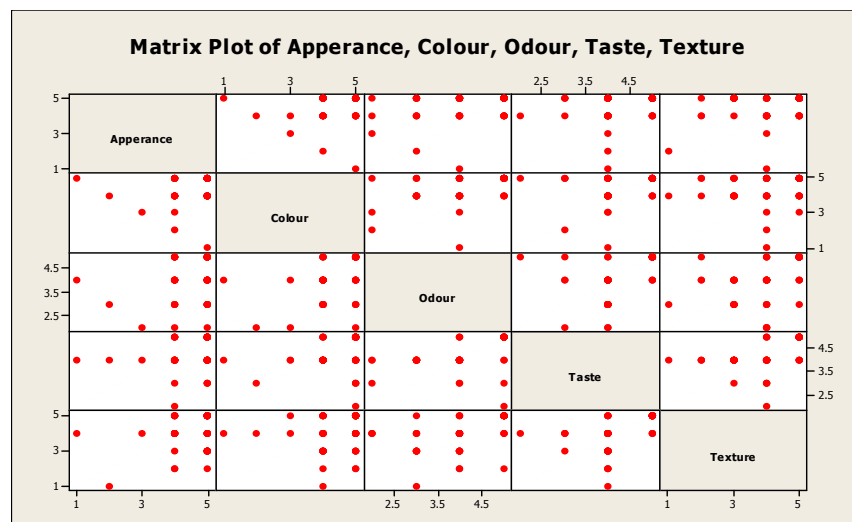 Matrix Plot of Apperance, Colour, Odour, Taste, Texture
1 3 5 2.5 3.5 4.5
5
Apperance
3
1
5
Colour
3
1
4.5
Odour
3.5
2.5
4.5
Taste
3.5
2.5
5
3
Texture
1
1 3 5 2.5 3.5 4.5 1 3 5